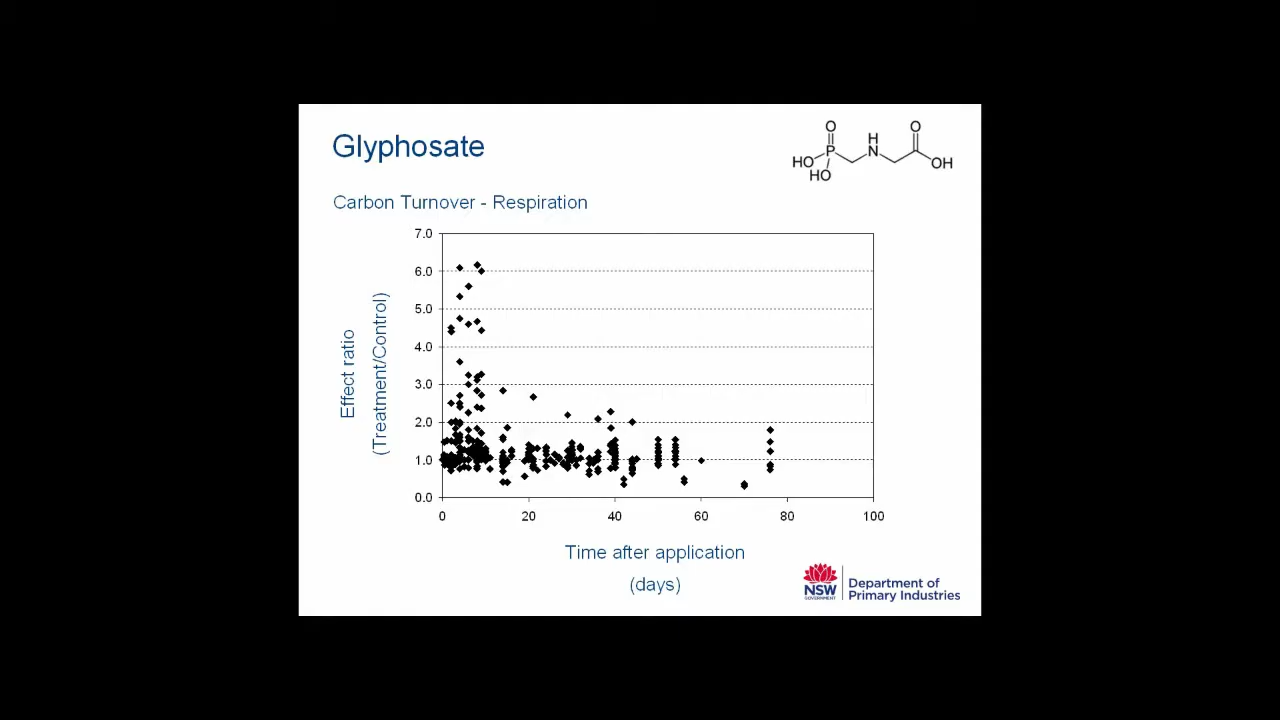 Glyphosate
O
O
H
HO
P
N
OH
HO
Carbon Turnover - Respiration
7.0
6.0
5.0
4.0
3.0
2.0
1.0
0.0
Effect ratio
(Treatment/Control)
0 20 40 60 80 100
Time after application
(days)
NSW
GOVERNMENT
Department of
Primary Industries